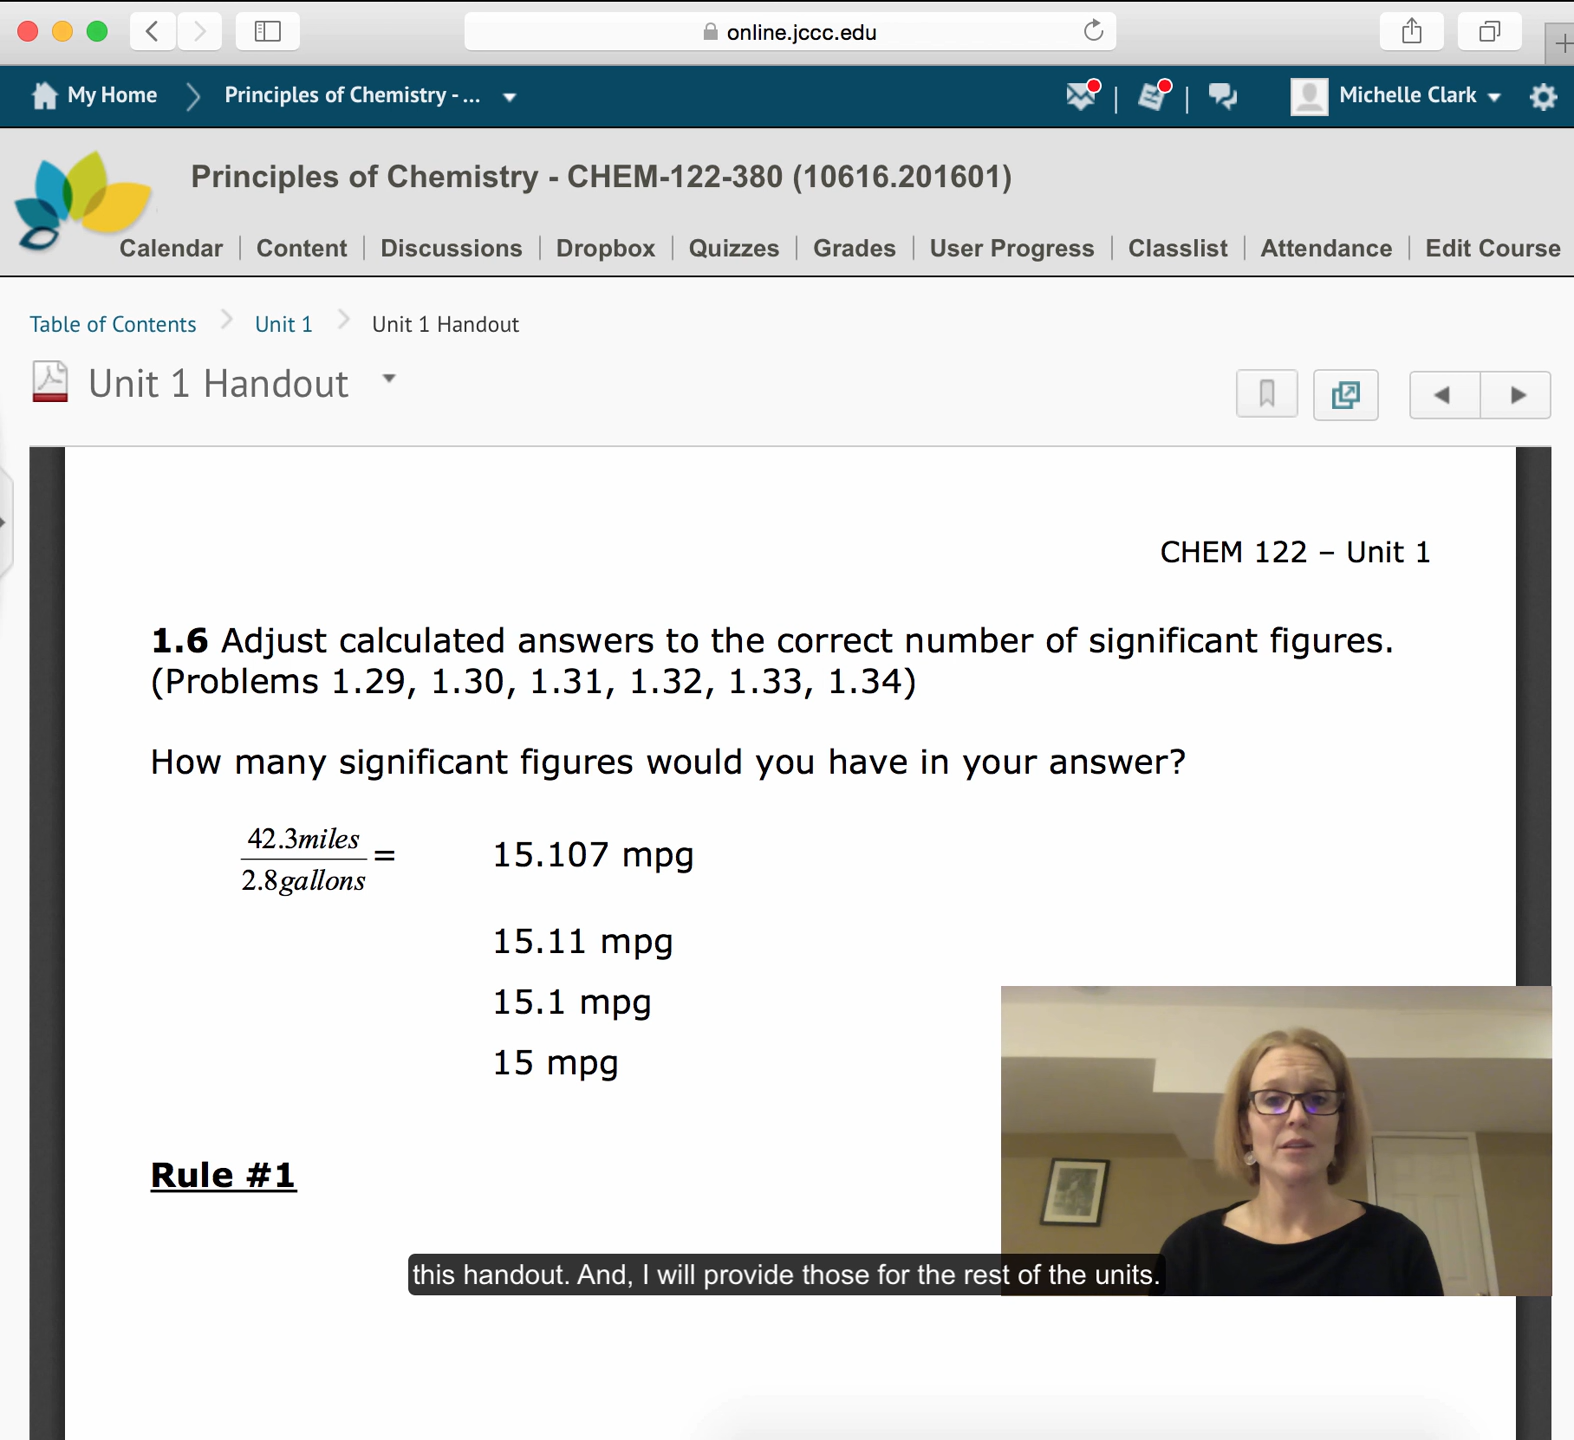 online.jccc.edu
My Home
Principles of Chemistry - ...
Michelle Clark
Principles of Chemistry - CHEM-122-380 (10616.201601)
Calendar | Content | Discussions | Dropbox | Quizzes | Grades | User Progress | Classlist | Attendance | Edit Course
Table of Contents
Unit 1
Unit 1 Handout
Unit 1 Handout
CHEM 122 – Unit 1
1.6 Adjust calculated answers to the correct number of significant figures.
(Problems 1.29, 1.30, 1.31, 1.32, 1.33, 1.34)
How many significant figures would you have in your answer?
42.3miles
2.8gallons
=
15.107 mpg
15.11 mpg
15.1 mpg
15 mpg
Rule #1
this handout. And, I will provide those for the rest of the units.